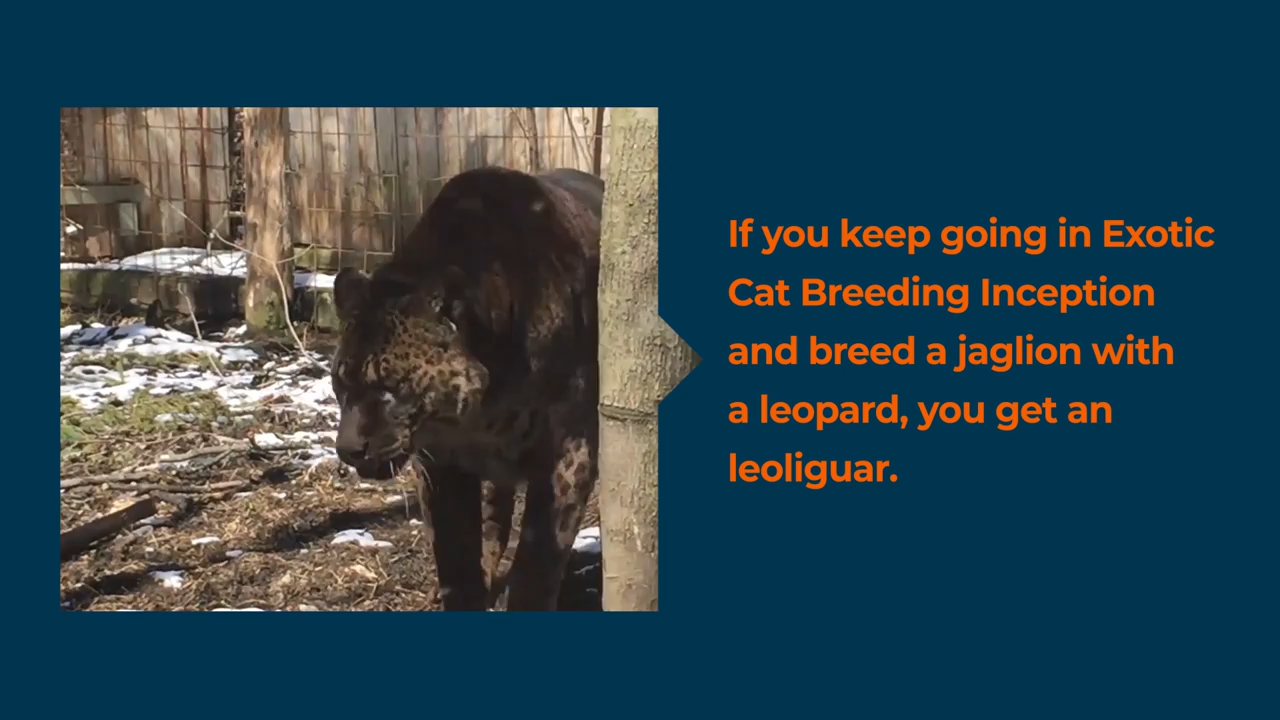 If you keep going in Exotic
Cat Breeding Inception
and breed a jaglion with
a leopard, you get an
leoliguar.